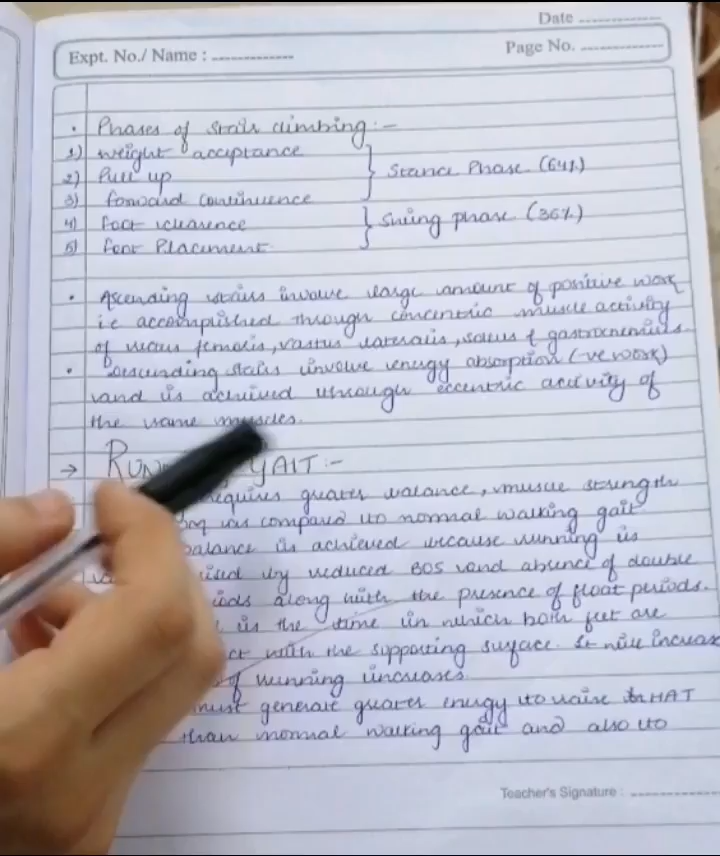 Date
Expt. No./ Name :
Page No.
• Phases of stair climbing :-
1) weight acceptance
2) Pull up
3) forward continuence
Stance Phase (64%)
4) foot clearence
5) foot Placement
Swing phase (36%)
• Ascending stairs involve large amount of positive work
i.e accomplished through concentric muscle activity
of rectus femoris, vastus lateralis, soleus & gastrocnemius.
• Descending stairs involve energy absorption (-ve work)
and is achieved through eccentric activity of
the same muscles.
→ RUN GAIT :-
requires greater balance, muscle strength
as compared to normal walking gait
balance is achieved because running is
by reduced BOS and absence of double
along with the presence of float periods.
is the time in which both feet are
with the supporting surface. It will increase
of running increases.
must generate greater energy to raise HAT
than normal walking gait and also to
Teacher's Signature :